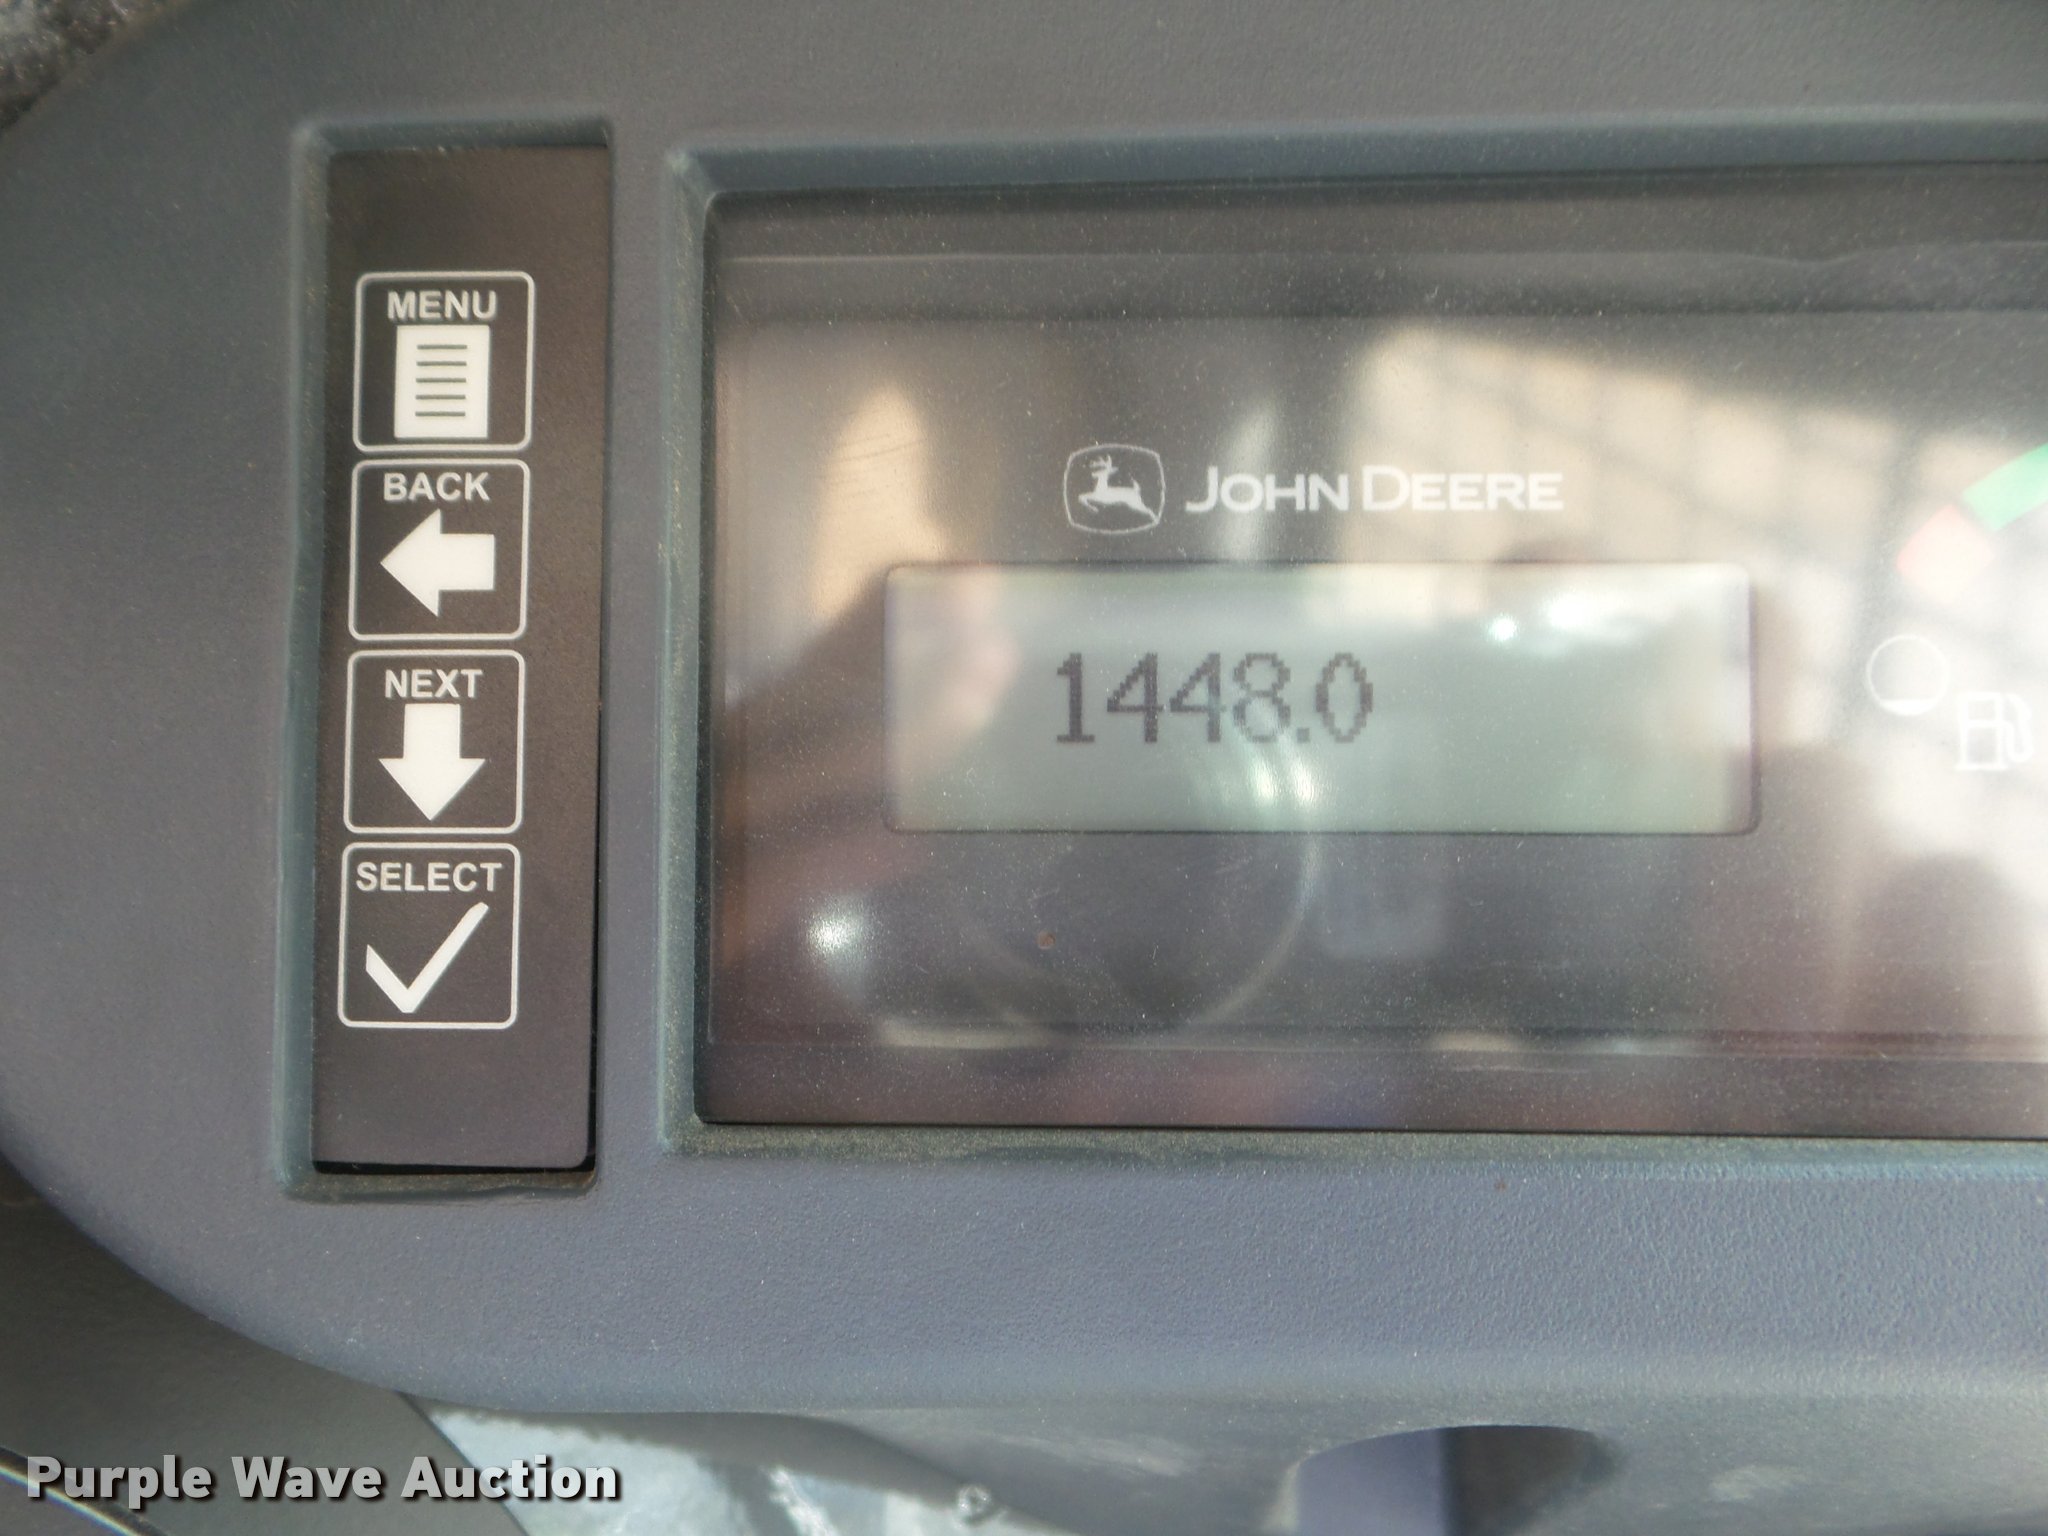 MENU
BACK
NEXT
SELECT
JOHN DEERE
1448.0
Purple Wave Auction